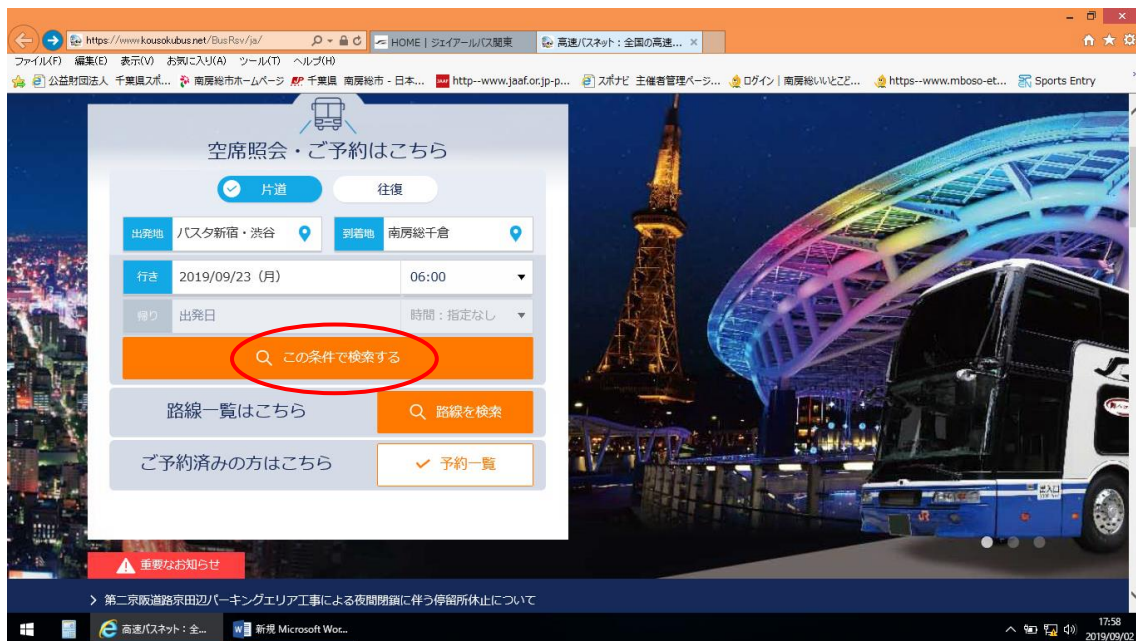 https://www.kousokubus.net/BusRsv/ja/
HOME | ジェイアールバス関東
高速バスネット : 全国の高速...
ファイル(F) 編集(E) 表示(V) お気に入り(A) ツール(T) ヘルプ(H)
公益財団法人 千葉県スポ...
南房総市ホームページ
千葉県 南房総市 - 日本...
http--www.jaaf.or.jp-p...
スポナビ 主催者管理ページ...
ログイン | 南房総いいとこど...
https--www.mboso-et...
Sports Entry
空席照会・ご予約はこちら
片道 往復
出発地 バスタ新宿・渋谷 到着地 南房総千倉
行き 2019/09/23（月） 06:00
帰り 出発日 時間：指定なし
この条件で検索する
路線一覧はこちら 路線を検索
ご予約済みの方はこちら 予約一覧
重要なお知らせ
第二京阪道路京田辺パーキングエリア工事による夜間閉鎖に伴う停留所休止について
高速バスネット : 全...
新規 Microsoft Wor...
17:58
2019/09/02